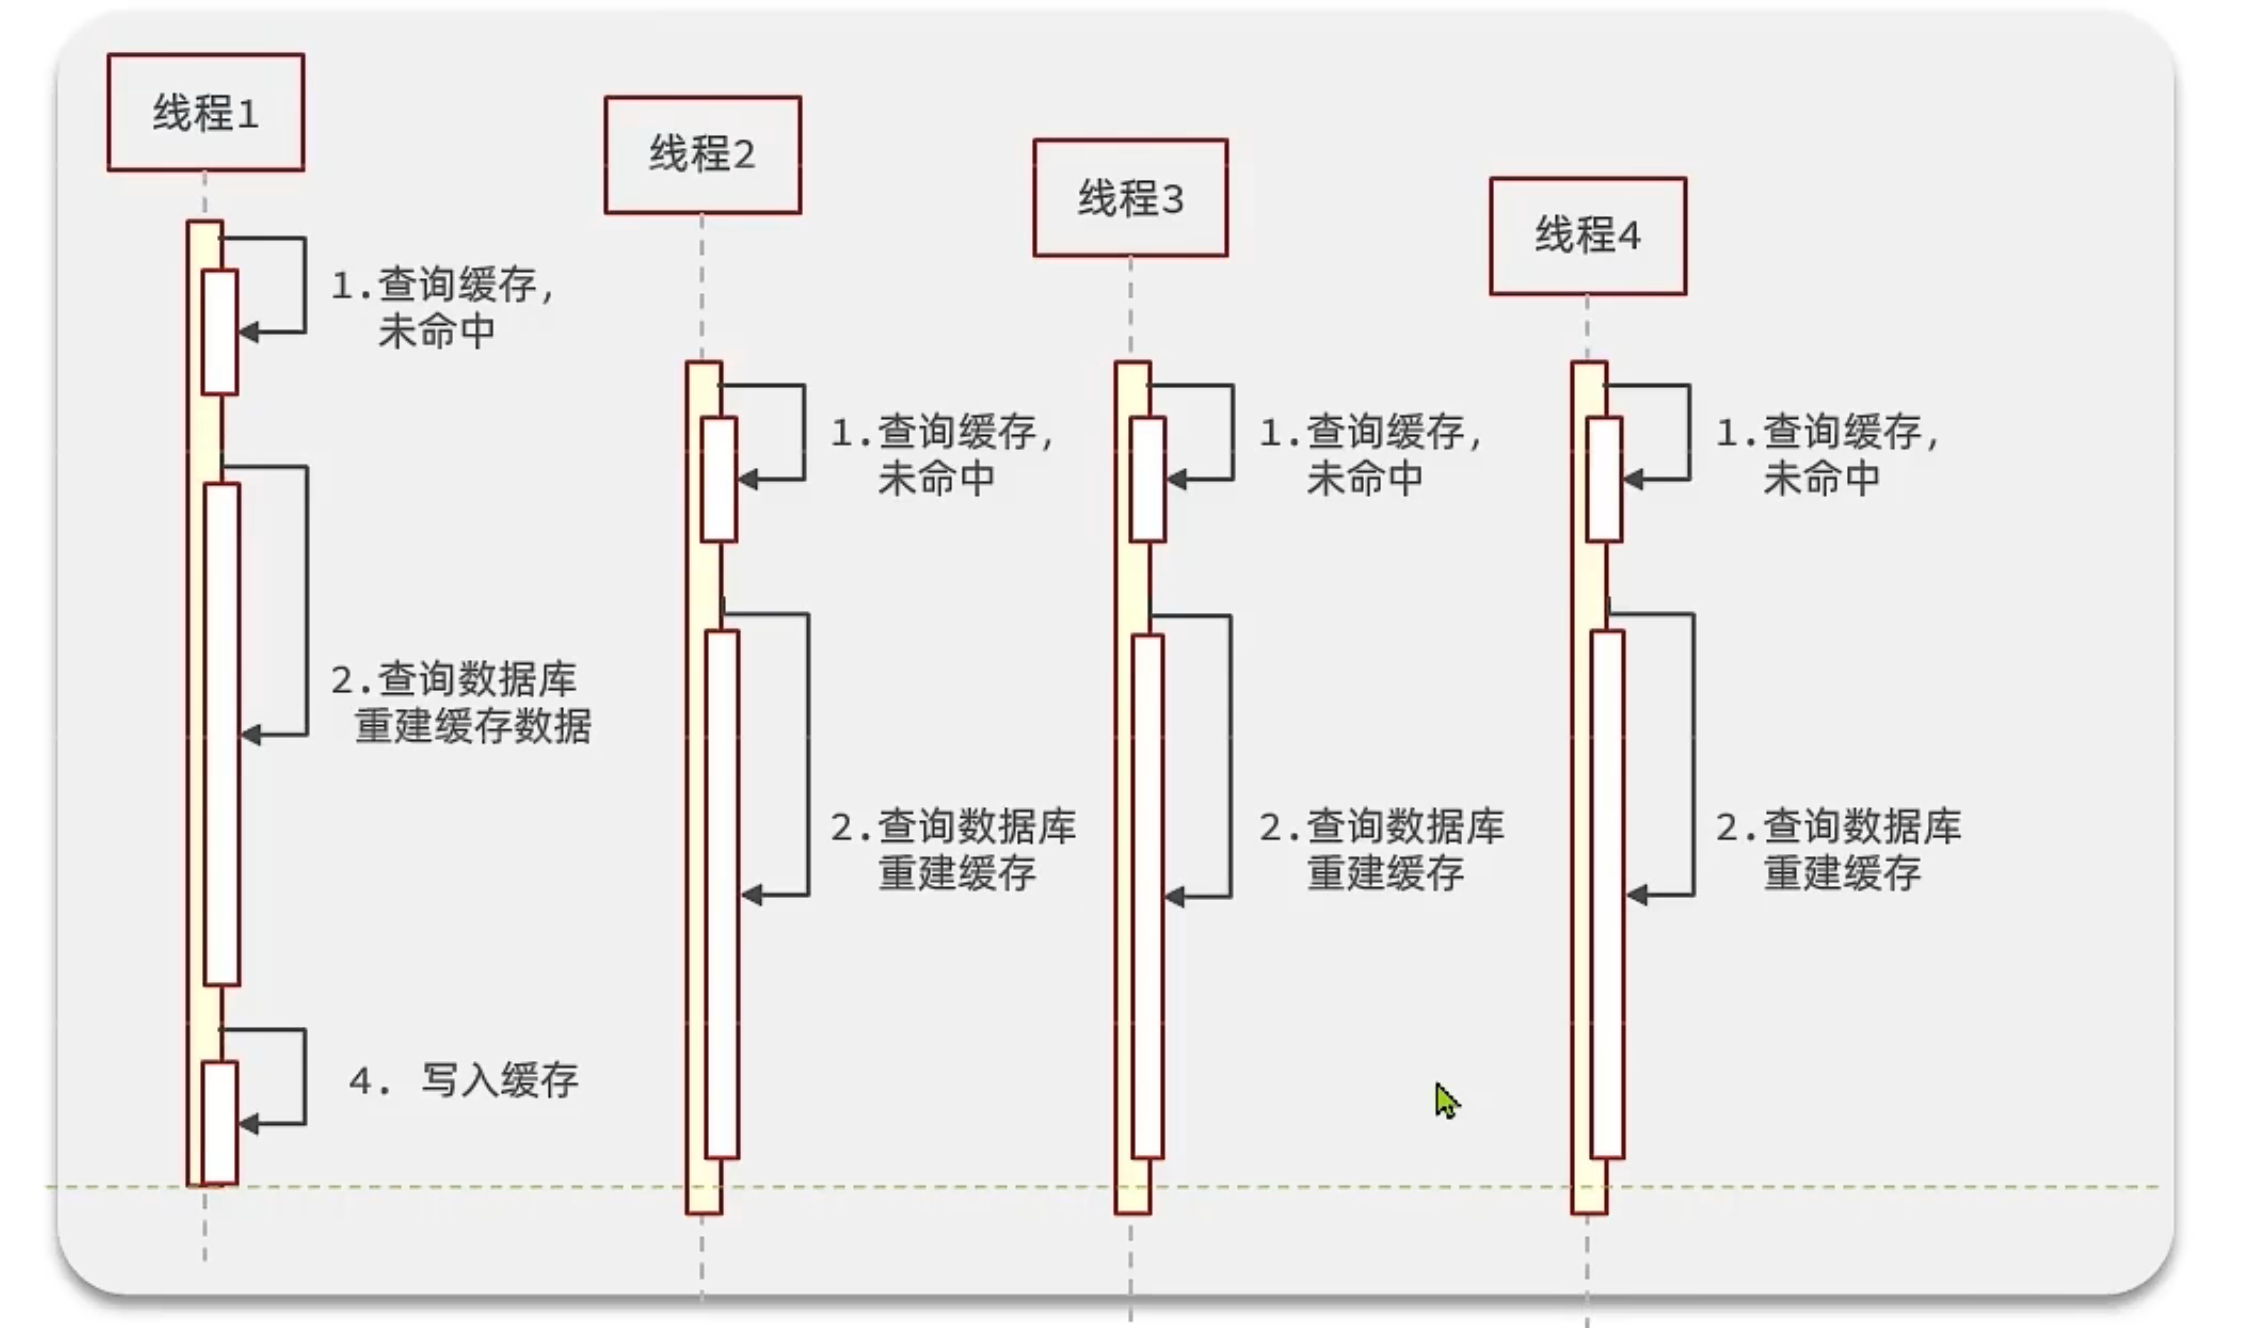 线程1
线程2
线程3
线程4
1.查询缓存,
未命中
1.查询缓存,
未命中
1.查询缓存,
未命中
1.查询缓存,
未命中
2.查询数据库
重建缓存数据
2.查询数据库
重建缓存
2.查询数据库
重建缓存
2.查询数据库
重建缓存
4. 写入缓存